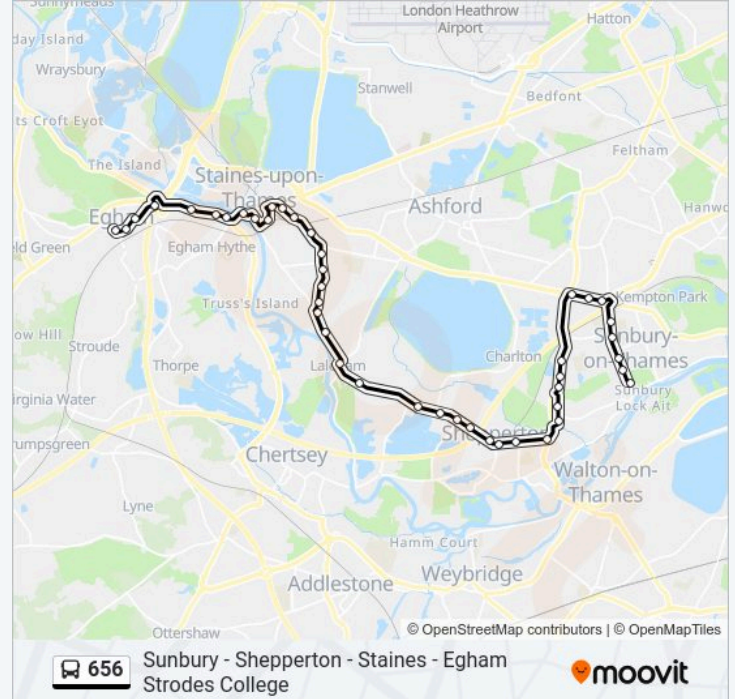 Sunnymeads
London Heathrow
Airport
Hatton
day Island
Wraysbury
Stanwell
Bedfont
ts Croft Eyot
Feltham
The Island
Staines-upon-
Thames
Ashford
Hanwo
Egham
ld Green
Egham Hythe
Truss's Island
Kempton Park
ow Hill
Stroude
Sunbury-
on-Thames
Thorpe
Laleham
Charlton
Sunbury
Lock Ait
irginia Water
rumpsgreen
Shepperton
Chertsey
Walton-on-
Thames
Lyne
Hamm Court
Weybridge
Addlestone
Ottershaw
© OpenStreetMap contributors | © OpenMapTiles
656
Sunbury - Shepperton - Staines - Egham
Strodes College
moovit